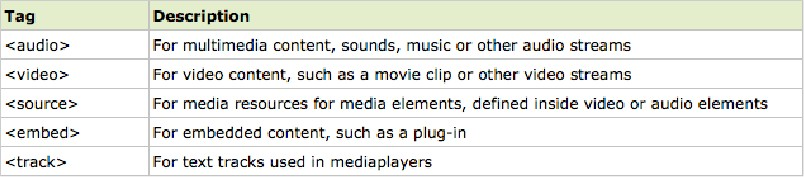 Tag Description
<audio> For multimedia content, sounds, music or other audio streams
<video> For video content, such as a movie clip or other video streams
<source> For media resources for media elements, defined inside video or audio elements
<embed> For embedded content, such as a plug-in
<track> For text tracks used in mediaplayers